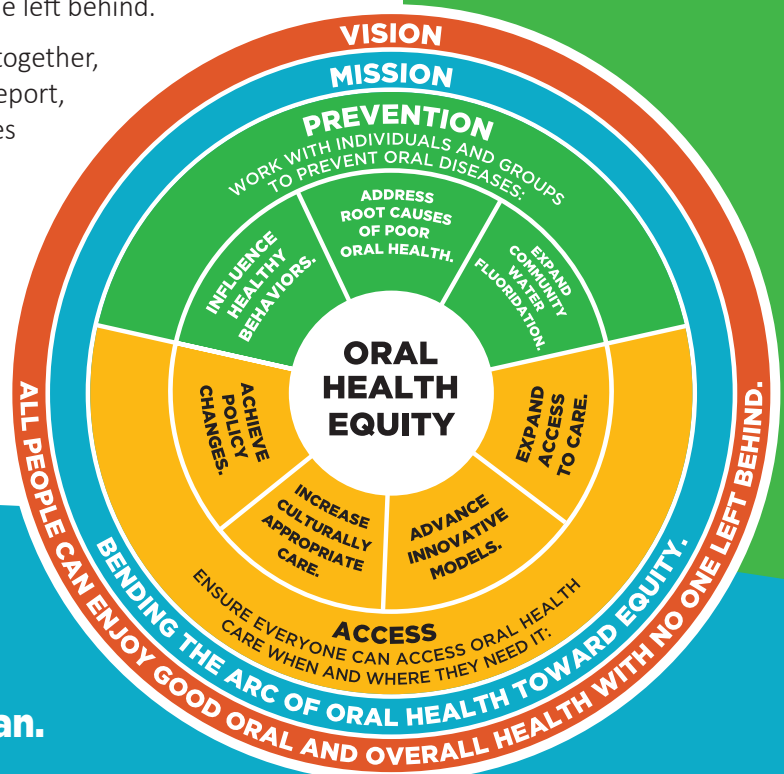 e left behind.
together,
eport,
es
VISION
MISSION
PREVENTION
WORK WITH INDIVIDUALS AND GROUPS
TO PREVENT ORAL DISEASES:
INFLUENCE
HEALTHY
BEHAVIORS.
ADDRESS
ROOT CAUSES
OF POOR
ORAL HEALTH.
EXPAND
COMMUNITY
WATER
FLUORIDATION.
ORAL
HEALTH
EQUITY
ACHIEVE
POLICY
CHANGES.
INCREASE
CULTURALLY
APPROPRIATE
CARE.
ADVANCE
INNOVATIVE
MODELS.
EXPAND
ACCESS
TO CARE.
ACCESS
ENSURE EVERYONE CAN ACCESS ORAL HEALTH
CARE WHEN AND WHERE THEY NEED IT:
BENDING THE ARC OF ORAL HEALTH TOWARD EQUITY.
ALL PEOPLE CAN ENJOY GOOD ORAL AND OVERALL HEALTH WITH NO ONE LEFT BEHIND.
an.